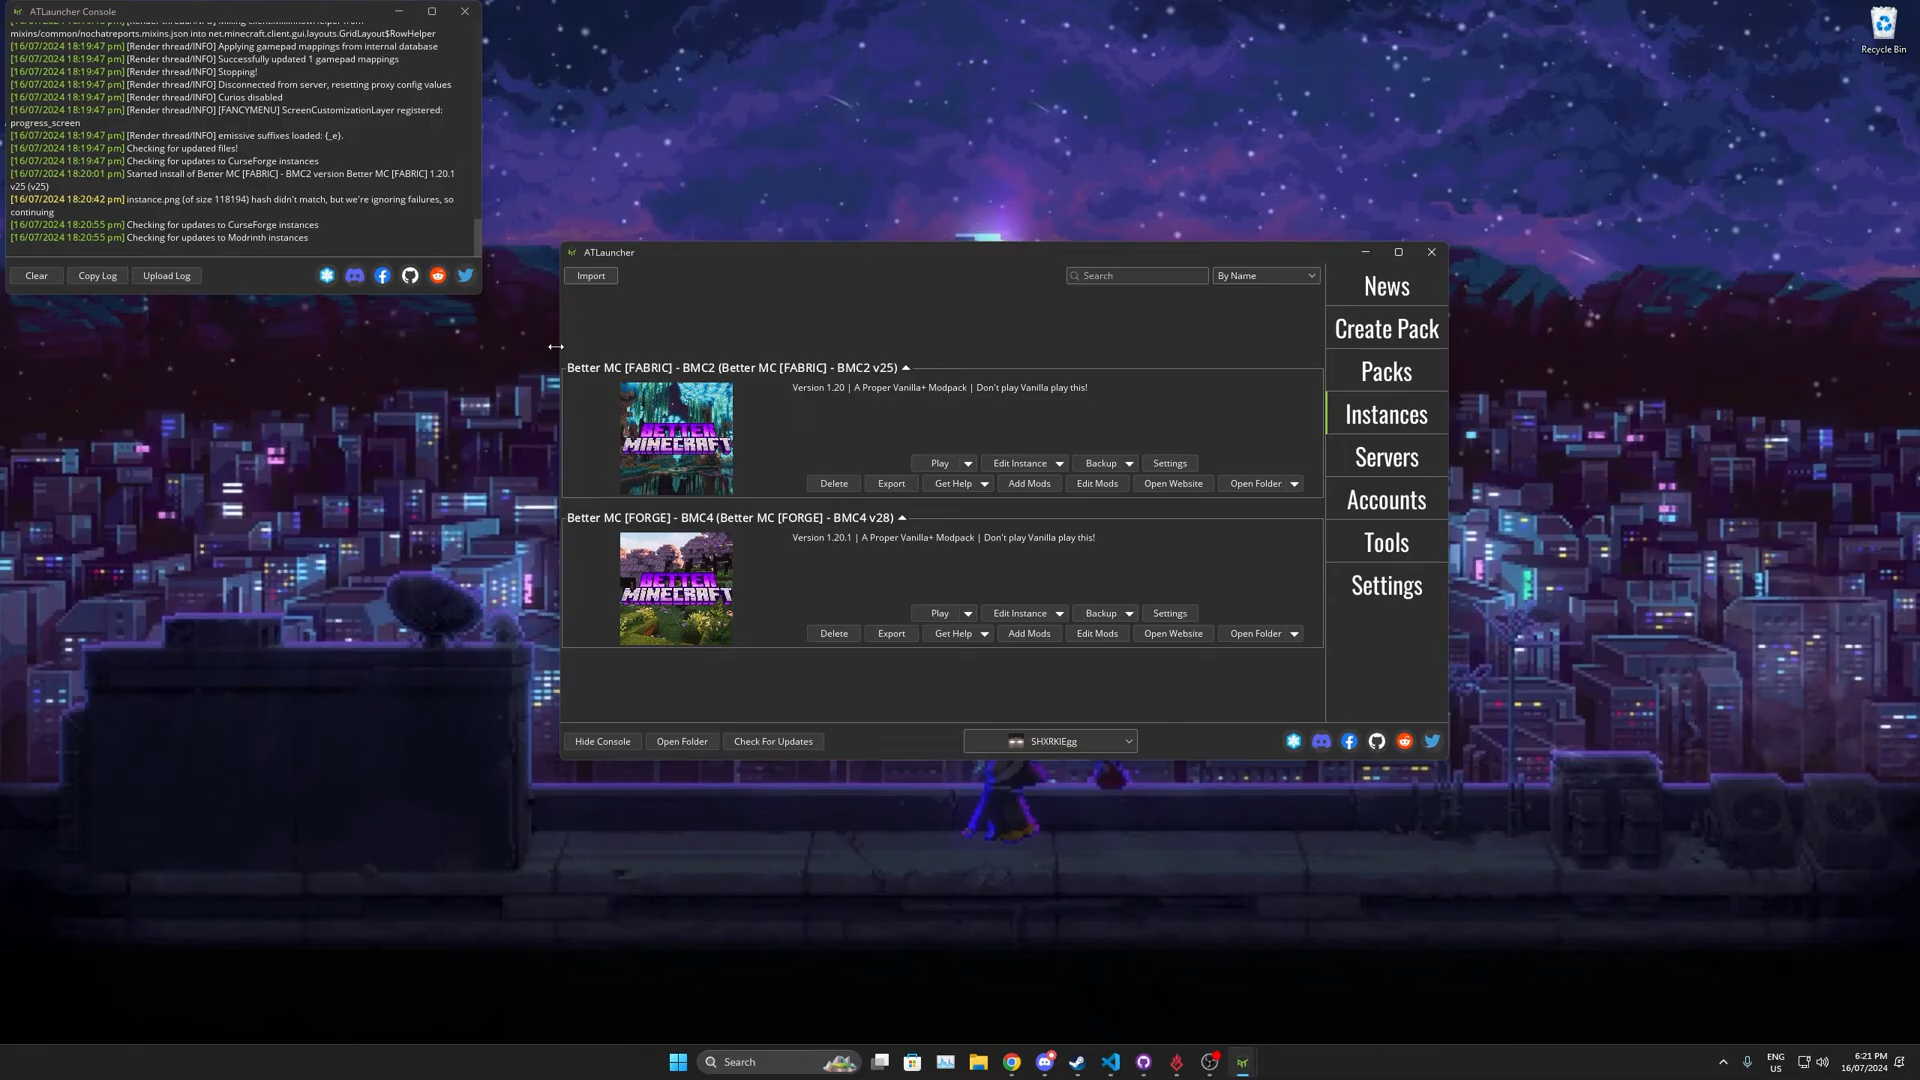 ATLauncher Console
mixins/common/nochatreports.mixins.json into net.minecraft.client.gui.layouts.GridLayout$RowHelper
[16/07/2024 18:19:47 pm] [Render thread/INFO] Applying gamepad mappings from internal database
[16/07/2024 18:19:47 pm] [Render thread/INFO] Successfully updated 1 gamepad mappings
[16/07/2024 18:19:47 pm] [Render thread/INFO] Stopping!
[16/07/2024 18:19:47 pm] [Render thread/INFO] Disconnected from server, resetting proxy config values
[16/07/2024 18:19:47 pm] [Render thread/INFO] Curios disabled
[16/07/2024 18:19:47 pm] [Render thread/INFO] [FANCYMENU] ScreenCustomizationLayer registered:
progress_screen
[16/07/2024 18:19:47 pm] [Render thread/INFO] emissive suffixes loaded: {_e}.
[16/07/2024 18:19:47 pm] Checking for updated files!
[16/07/2024 18:19:47 pm] Checking for updates to CurseForge instances
[16/07/2024 18:20:01 pm] Started install of Better MC [FABRIC] - BMC2 version Better MC [FABRIC] 1.20.1
v25 (v25)
[16/07/2024 18:20:42 pm] instance.png (of size 118194) hash didn't match, but we're ignoring failures, so
continuing
[16/07/2024 18:20:55 pm] Checking for updates to CurseForge instances
[16/07/2024 18:20:55 pm] Checking for updates to Modrinth instances
Clear Copy Log Upload Log
Recycle Bin
ATLauncher
Import Search By Name
Better MC [FABRIC] - BMC2 (Better MC [FABRIC] - BMC2 v25)
Version 1.20 | A Proper Vanilla+ Modpack | Don't play Vanilla play this!
BETTER
MINECRAFT
Play Edit Instance Backup Settings
Delete Export Get Help Add Mods Edit Mods Open Website Open Folder
Better MC [FORGE] - BMC4 (Better MC [FORGE] - BMC4 v28)
Version 1.20.1 | A Proper Vanilla+ Modpack | Don't play Vanilla play this!
BETTER
MINECRAFT
Play Edit Instance Backup Settings
Delete Export Get Help Add Mods Edit Mods Open Website Open Folder
News
Create Pack
Packs
Instances
Servers
Accounts
Tools
Settings
Hide Console Open Folder Check For Updates SHXRKIEgg
Search
ENG
US
6:21 PM
16/07/2024